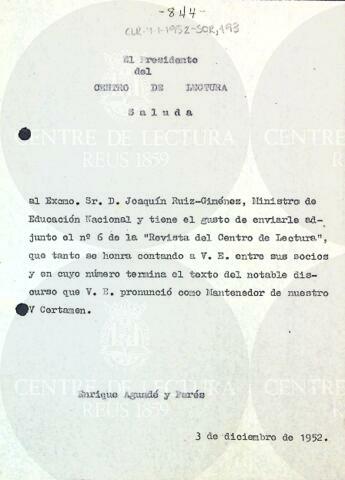 -844-
CLR-4.1-1952-SOR,193
El Presidente
del
CENTRO DE LECTURA
Saluda
al Excmo. Sr. D. Joaquín Ruiz-Giménez, Ministro de
Educación Nacional y tiene el gusto de enviarle ad-
junto el nº 6 de la "Revista del Centro de Lectura",
que tanto se honra contando a V. E. entre sus socios
y en cuyo número termina el texto del notable dis-
curso que V. E. pronunció como Mantenedor de nuestro
V Certamen.
Enrique Aguadé y Parés
3 de diciembre de 1952.
CENTRE DE LECTURA
REUS 1859
CENTRE DE LECTURA
REUS 1859